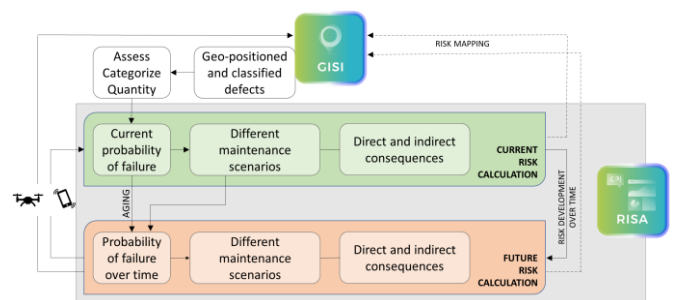 RISK MAPPING
GISI
Assess
Categorize
Quantity
Geo-positioned
and classified
defects
Current
probability
of failure
Different
maintenance
scenarios
Direct and indirect
consequences
CURRENT
RISK
CALCULATION
AGING
RISK DEVELOPMENT
OVER TIME
RISA
Probability
of failure
over time
Different
maintenance
scenarios
Direct and indirect
consequences
FUTURE
RISK
CALCULATION